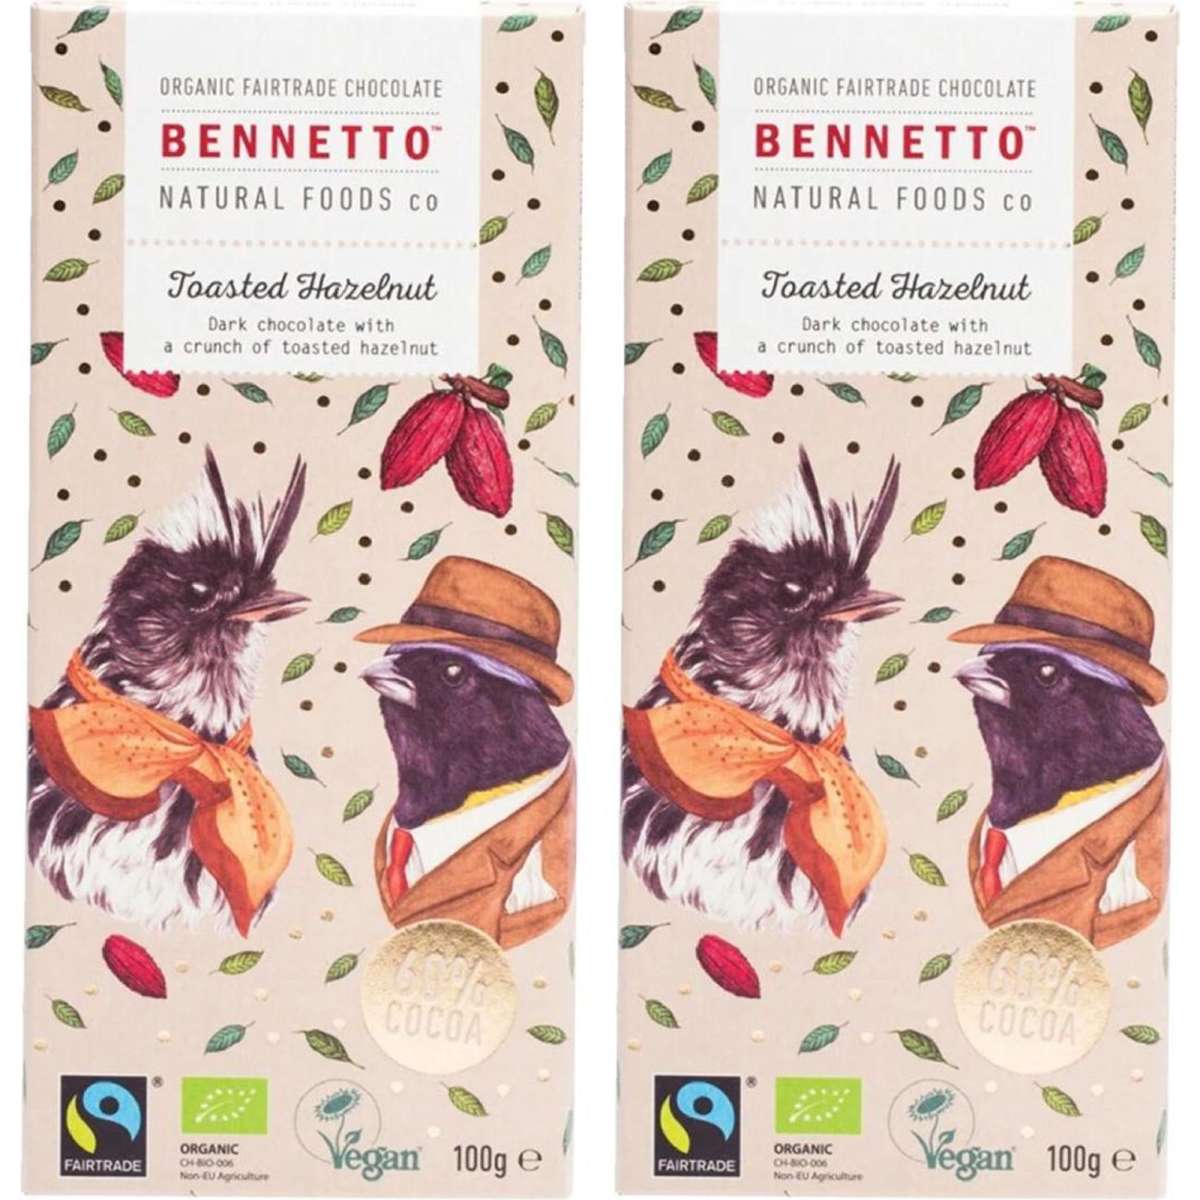 ORGANIC FAIRTRADE CHOCOLATE
BENNETTO™
NATURAL FOODS co
Toasted Hazelnut
Dark chocolate with
a crunch of toasted hazelnut
60% COCOA
FAIRTRADE
®
ORGANIC
CH-BIO-006
Non-EU Agriculture
Vegan
100g ℮
ORGANIC FAIRTRADE CHOCOLATE
BENNETTO™
NATURAL FOODS co
Toasted Hazelnut
Dark chocolate with
a crunch of toasted hazelnut
60%
COCOA
FAIRTRADE
®
ORGANIC
CH-BIO-006
Non-EU Agriculture
Vegan
100g ℮